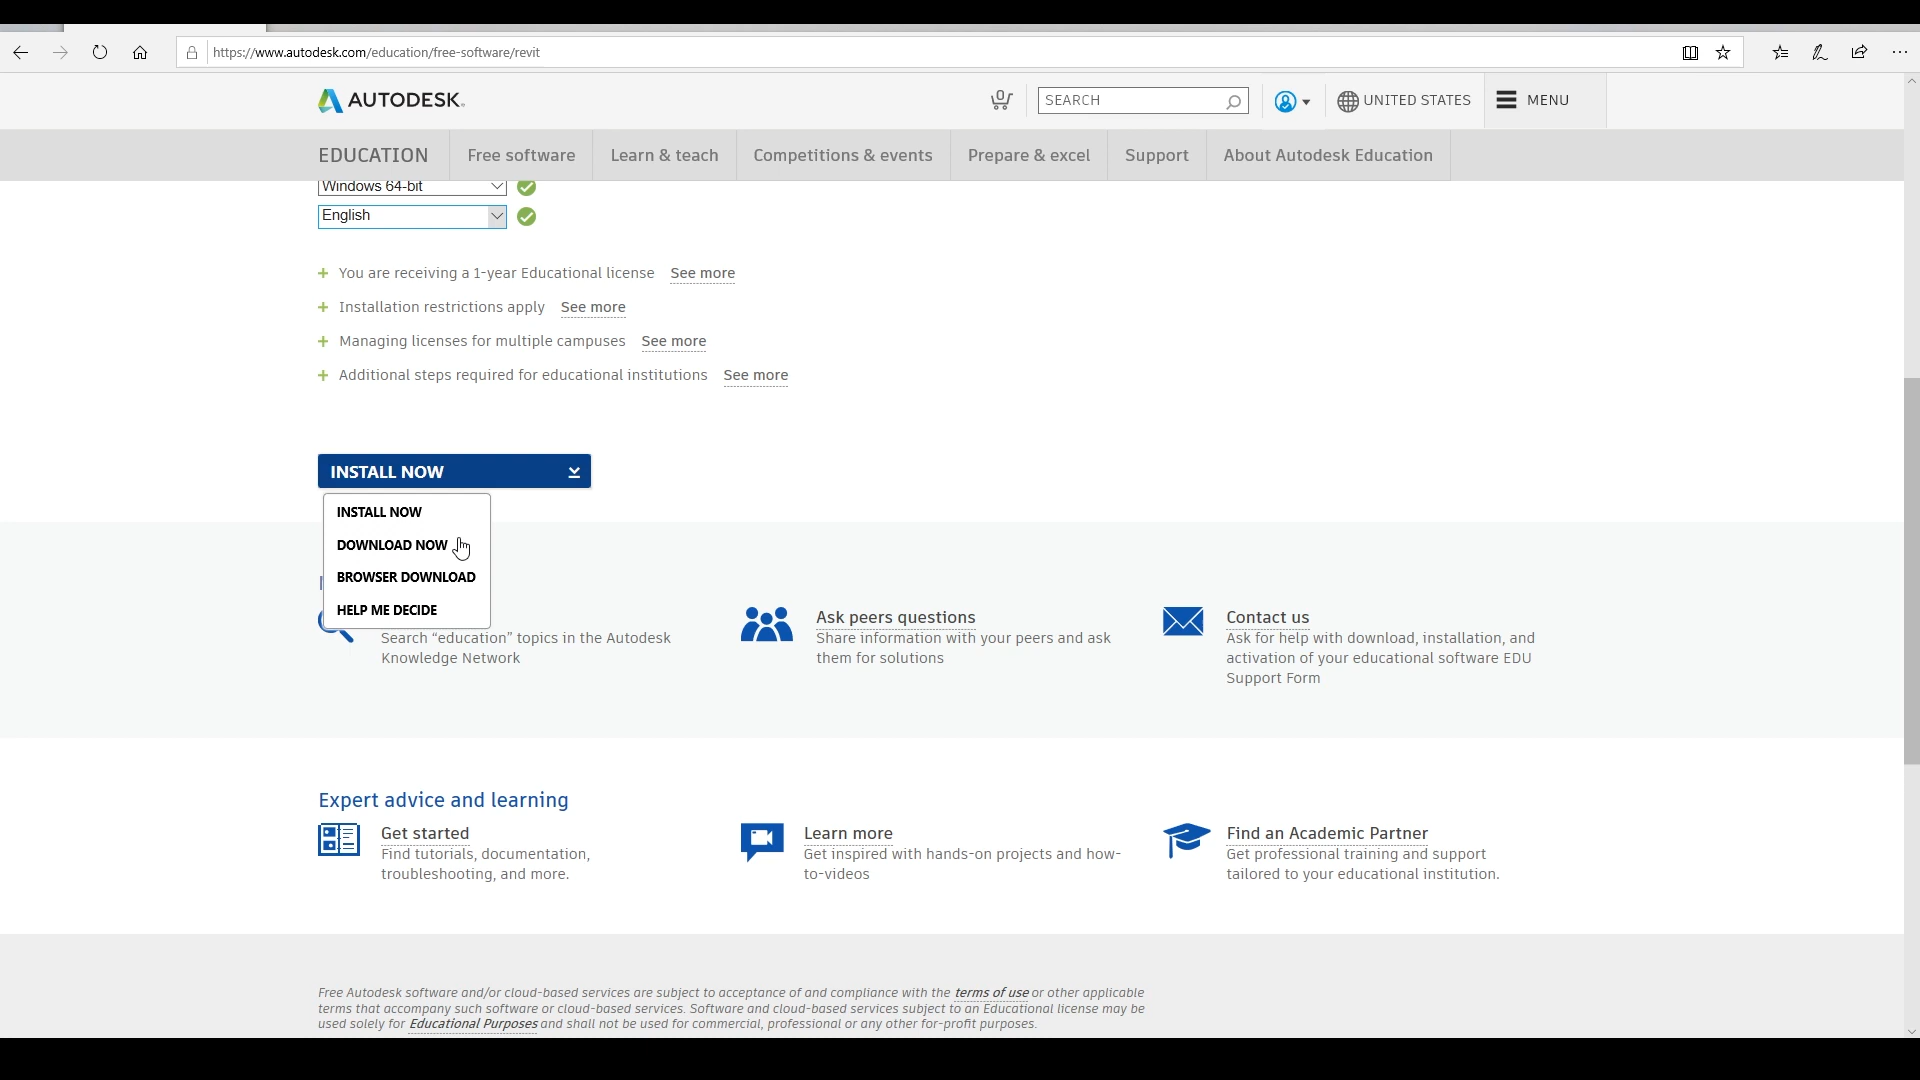 https://www.autodesk.com/education/free-software/revit
AUTODESK.
0
SEARCH
UNITED STATES
MENU
EDUCATION
Free software
Learn & teach
Competitions & events
Prepare & excel
Support
About Autodesk Education
Windows 64-bit
English
+ You are receiving a 1-year Educational license See more
+ Installation restrictions apply See more
+ Managing licenses for multiple campuses See more
+ Additional steps required for educational institutions See more
INSTALL NOW
INSTALL NOW
DOWNLOAD NOW
BROWSER DOWNLOAD
HELP ME DECIDE
Search “education” topics in the Autodesk
Knowledge Network
Ask peers questions
Share information with your peers and ask
them for solutions
Contact us
Ask for help with download, installation, and
activation of your educational software EDU
Support Form
Expert advice and learning
Get started
Find tutorials, documentation,
troubleshooting, and more.
Learn more
Get inspired with hands-on projects and how-
to-videos
Find an Academic Partner
Get professional training and support
tailored to your educational institution.
Free Autodesk software and/or cloud-based services are subject to acceptance of and compliance with the terms of use or other applicable
terms that accompany such software or cloud-based services. Software and cloud-based services subject to an Educational license may be
used solely for Educational Purposes and shall not be used for commercial, professional or any other for-profit purposes.